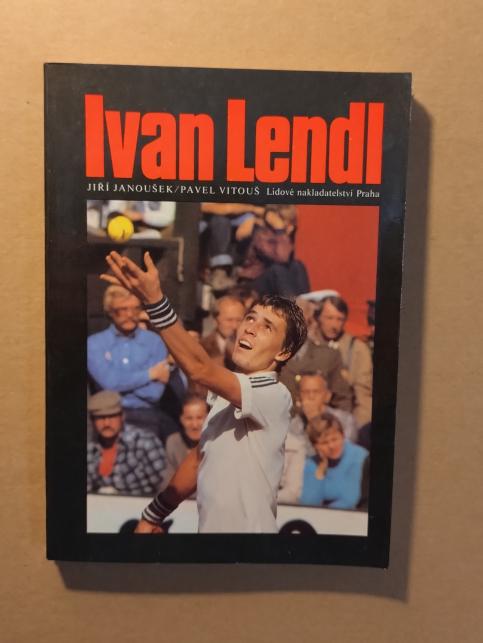 Ivan Lendl
JIŘÍ JANOUŠEK/PAVEL VITOUŠ Lidové nakladatelství Praha